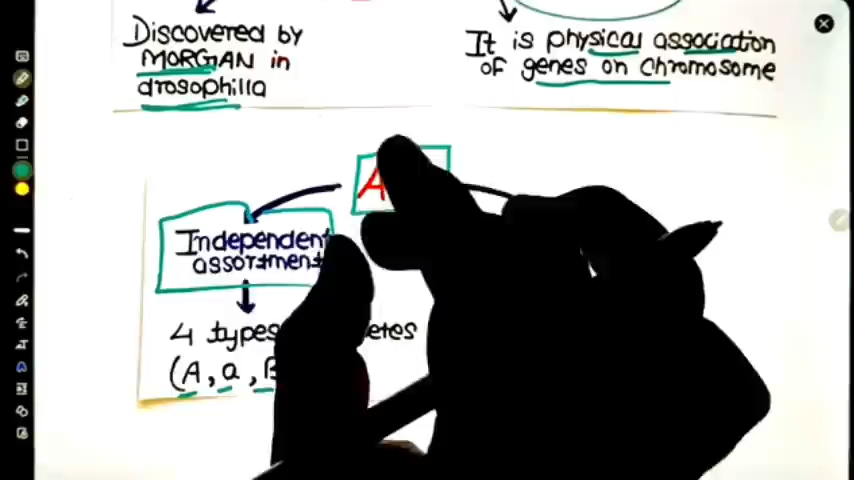 Discovered by
MORGAN in
drosophilla
It is physical association
of genes on chromosome
A
Independent
assortment
4 types
(A, a, B